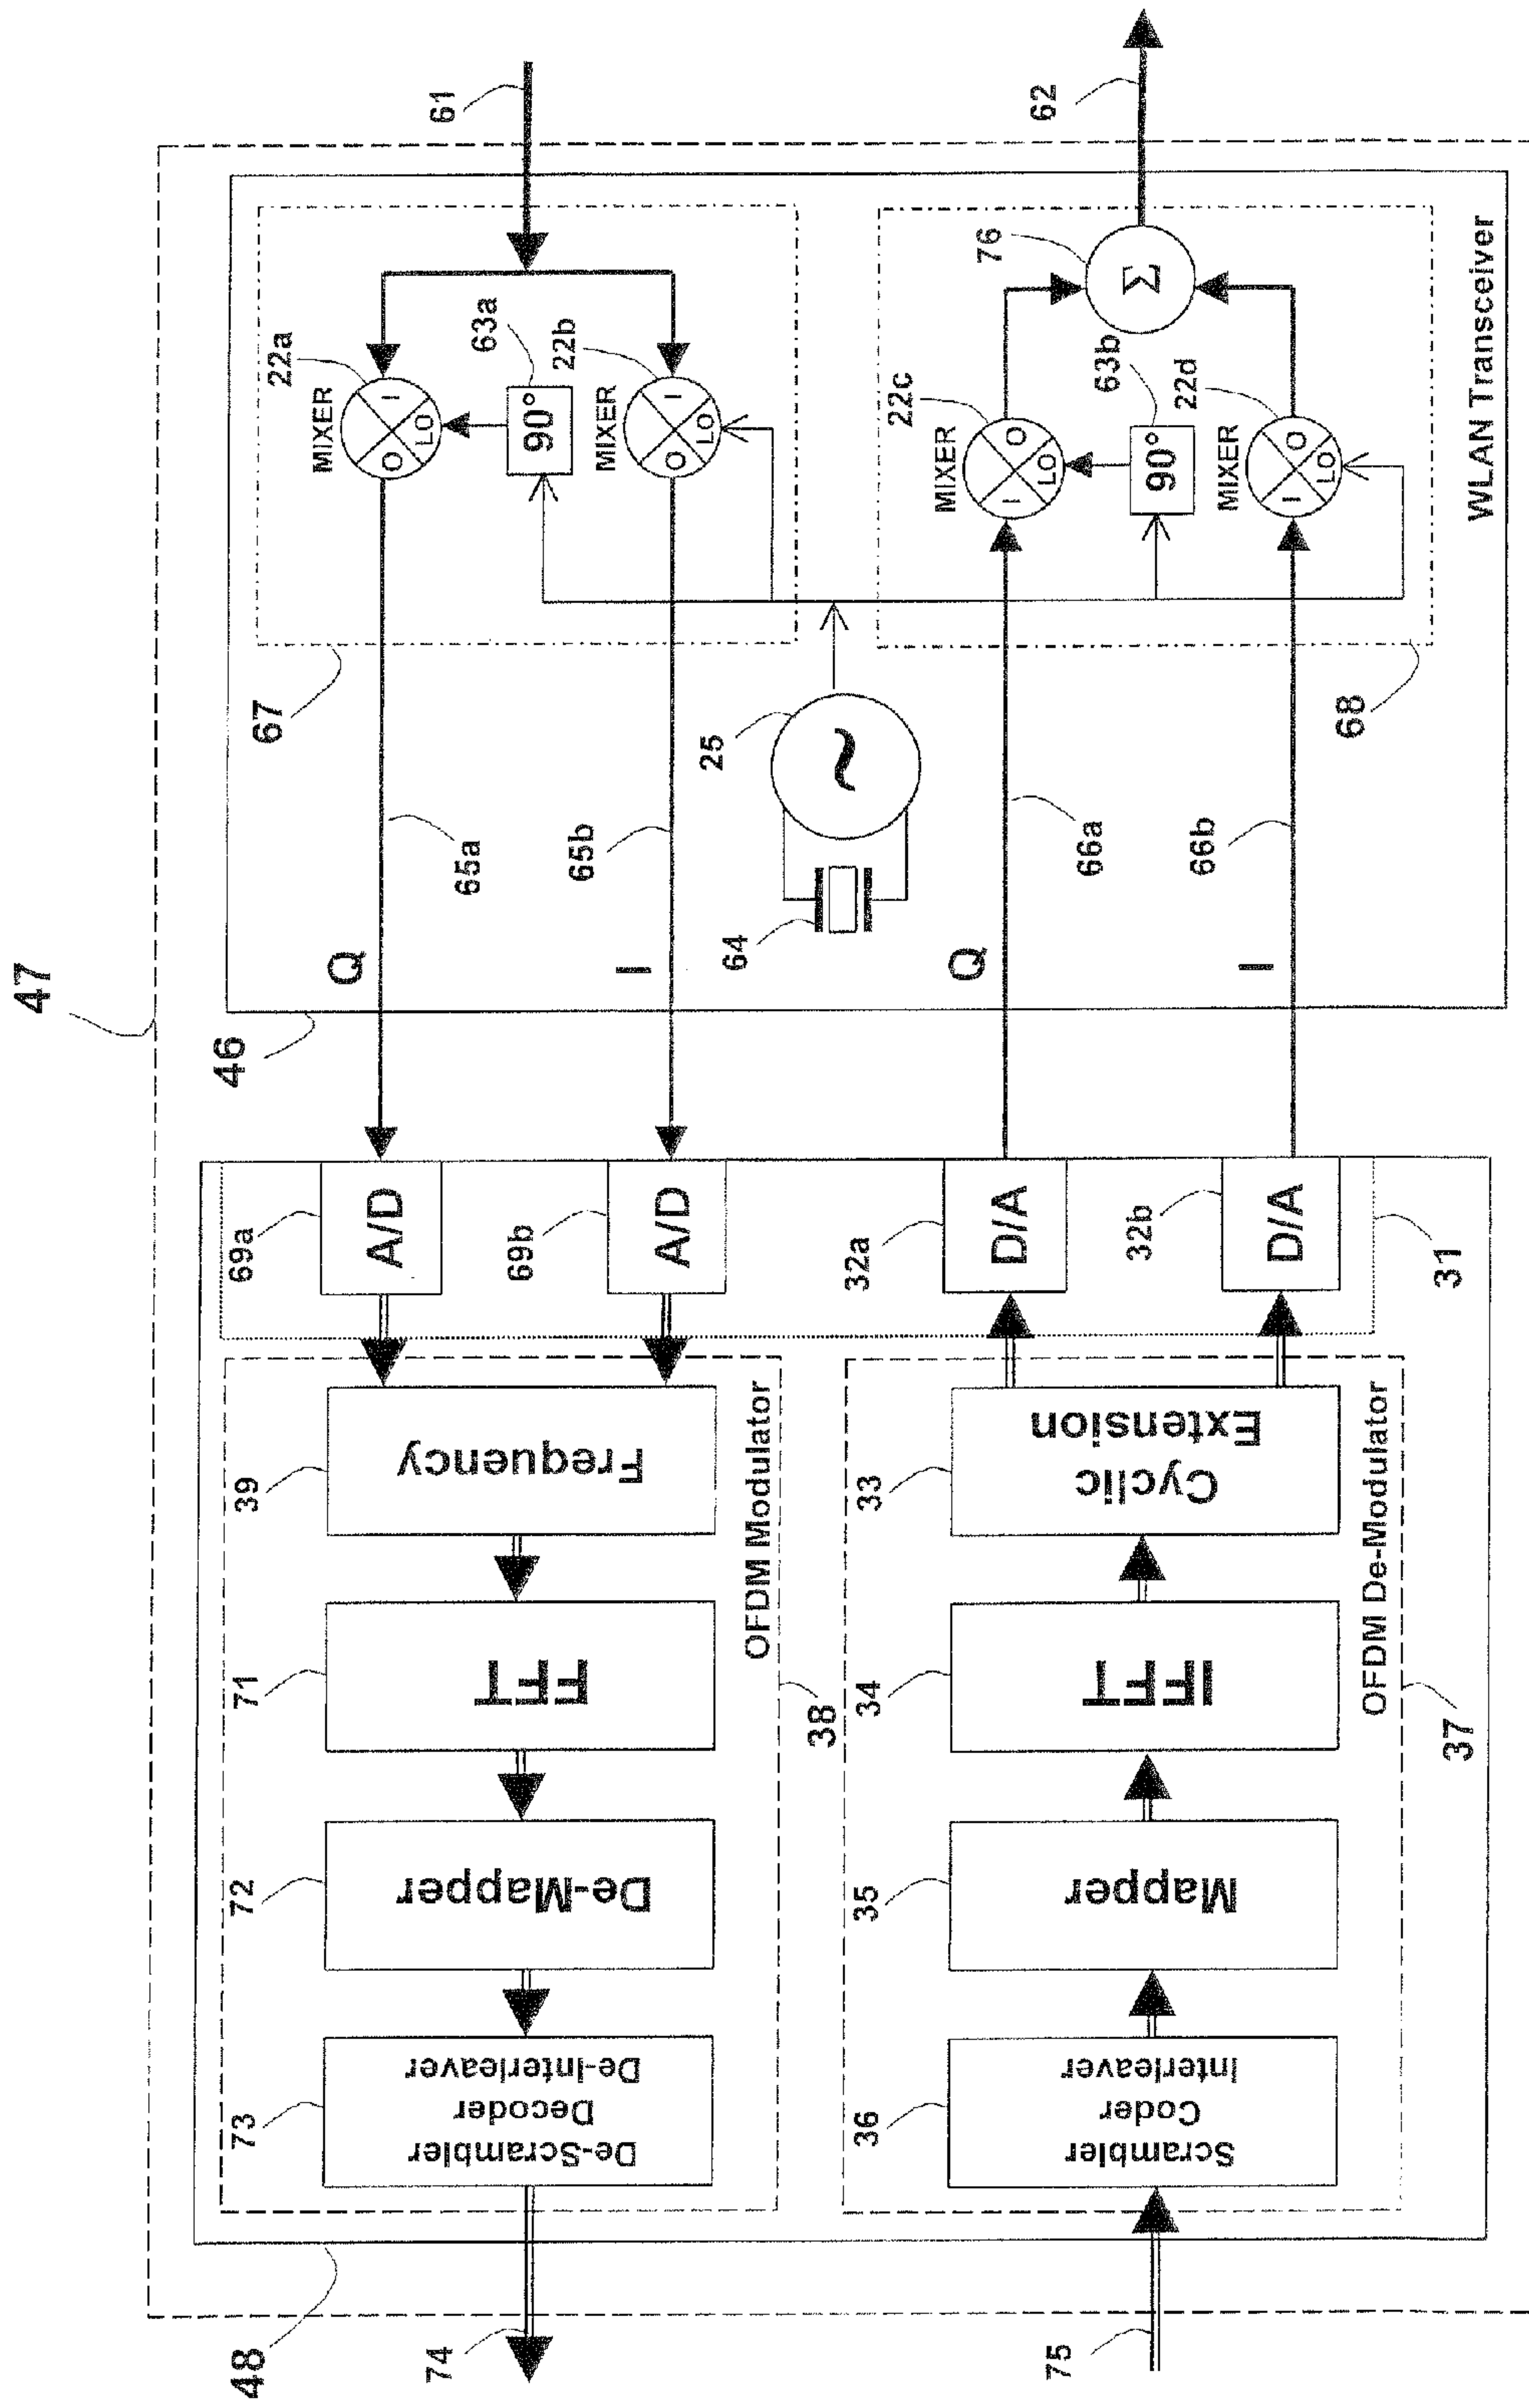 47
48
46
74
73
De-Scrambler
Decoder
De-Interleaver
72
De-Mapper
71
FFT
39
Frequency
38
OFDM Modulator
69a
A/D
69b
A/D
Q
65a
I
65b
67
MIXER
22a
O
I
LO
63a
90°
MIXER
22b
O
I
LO
61
64
25
~
75
36
Scrambler
Coder
Interleaver
35
Mapper
34
IFFT
33
Cyclic
Extension
37
OFDM De-Modulator
32a
D/A
32b
D/A
31
Q
66a
I
66b
68
MIXER
22c
I
O
LO
63b
90°
MIXER
22d
I
O
LO
76
Σ
62
WLAN Transceiver